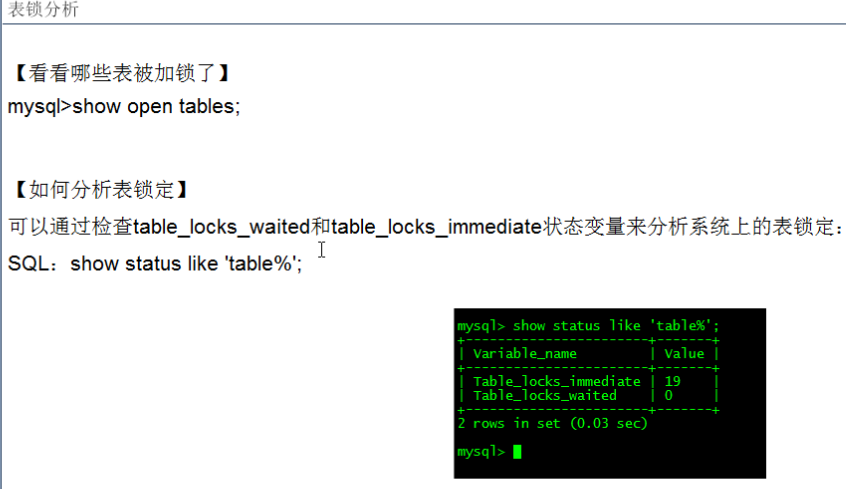 表锁分析
【看看哪些表被加锁了】
mysql>show open tables;
【如何分析表锁定】
可以通过检查table_locks_waited和table_locks_immediate状态变量来分析系统上的表锁定：
SQL：show status like 'table%';
mysql> show status like 'table%';
+-----------------------+-------+
| Variable_name         | Value |
+-----------------------+-------+
| Table_locks_immediate | 19    |
| Table_locks_waited    | 0     |
+-----------------------+-------+
2 rows in set (0.03 sec)
mysql>